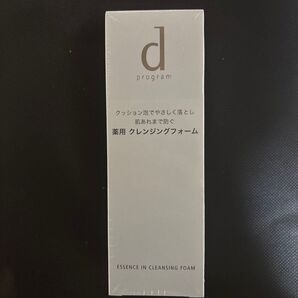 d
program
クッション泡でやさしく落とし
肌あれまで防ぐ
薬用 クレンジングフォーム
ESSENCE IN CLEANSING FOAM